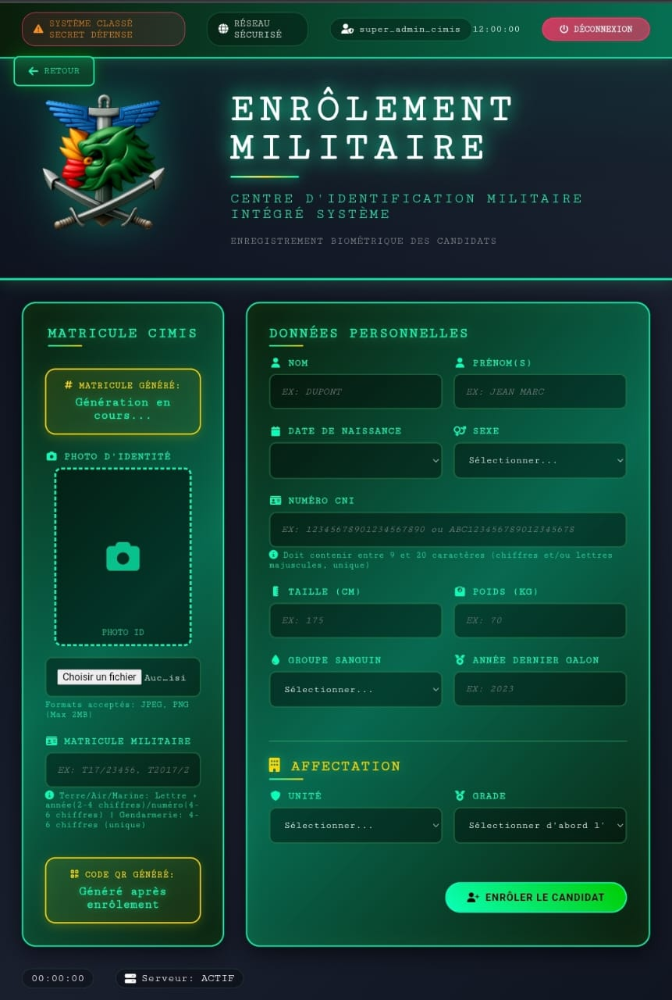 SYSTÈME CLASSÉ
SECRET DÉFENSE
RÉSEAU
SÉCURISÉ
super_admin_cimis
12:00:00
DÉCONNEXION
RETOUR
ENRÔLEMENT
MILITAIRE
CENTRE D'IDENTIFICATION MILITAIRE
INTÉGRÉ SYSTÈME
ENREGISTREMENT BIOMÉTRIQUE DES CANDIDATS
MATRICULE CIMIS
# MATRICULE GÉNÉRÉ:
Génération en
cours...
PHOTO D'IDENTITÉ
PHOTO ID
Choisir un fichier Auc…isi
Formats acceptés: JPEG, PNG
(Max 2MB)
MATRICULE MILITAIRE
EX: T17/23456, T2017/2
Terre/Air/Marine: Lettre +
année(2-4 chiffres)/numéro(4-
6 chiffres) | Gendarmerie: 4-
6 chiffres (unique)
CODE QR GÉNÉRÉ:
Généré après
enrôlement
DONNÉES PERSONNELLES
NOM
PRÉNOM(S)
EX: DUPONT
EX: JEAN MARC
DATE DE NAISSANCE
SEXE
Sélectionner...
NUMÉRO CNI
EX: 12345678901234567890 ou ABC123456789012345678
Doit contenir entre 9 et 20 caractères (chiffres et/ou lettres
majuscules, unique)
TAILLE (CM)
POIDS (KG)
EX: 175
EX: 70
GROUPE SANGUIN
ANNÉE DERNIER GALON
Sélectionner...
EX: 2023
AFFECTATION
UNITÉ
GRADE
Sélectionner...
Sélectionner d'abord l'
ENRÔLER LE CANDIDAT
00:00:00
Serveur: ACTIF